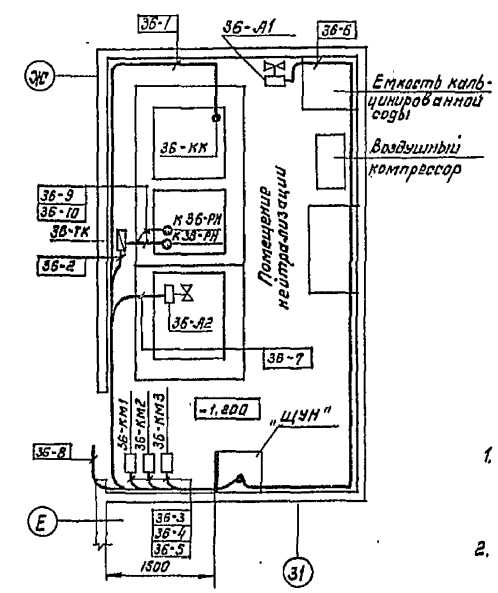 36-1
36-А1
36-6
Ж
Емкость каль-
цинированной
соды
36-КК
Воздушный
компрессор
36-9
36-10
36-ТК
К 36-РН
К 38-РН
Помещение
нейтрализации
36-2
36-А2
36-7
-1,200
36-КМ1
36-КМ2
36-КМ3
„ЩУН"
36-8
1.
Е
36-3
36-4
36-5
2.
1500
31